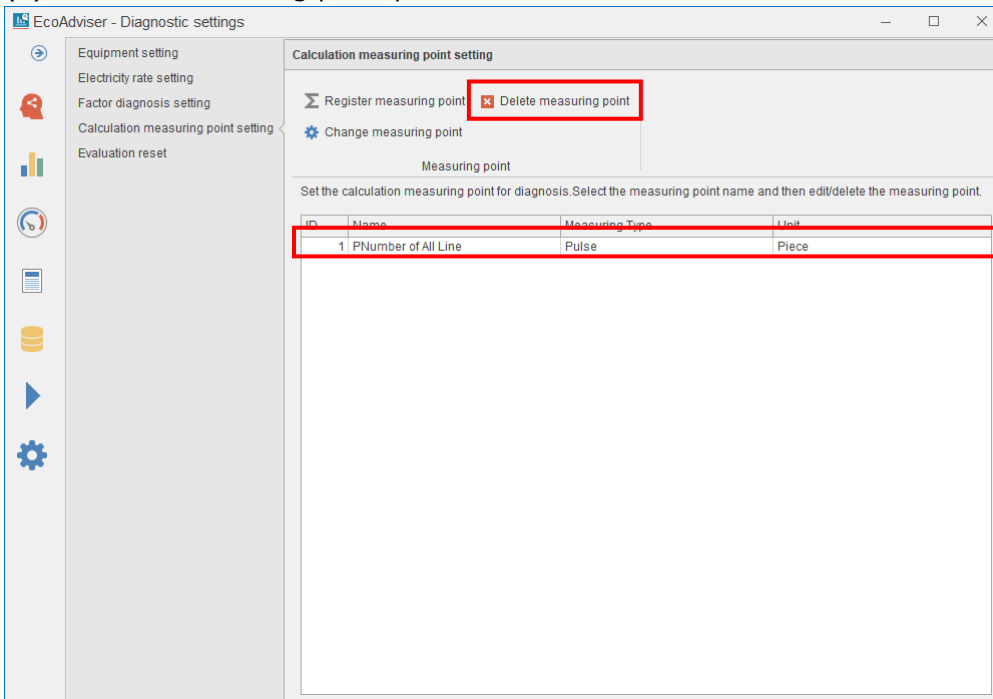 EcoAdviser - Diagnostic settings
Equipment setting
Electricity rate setting
Factor diagnosis setting
Calculation measuring point setting
Evaluation reset
Calculation measuring point setting
Register measuring point Delete measuring point
Change measuring point
Measuring point
Set the calculation measuring point for diagnosis.Select the measuring point name and then edit/delete the measuring point.
ID Name Measuring Type Unit
1 PNumber of All Line Pulse Piece